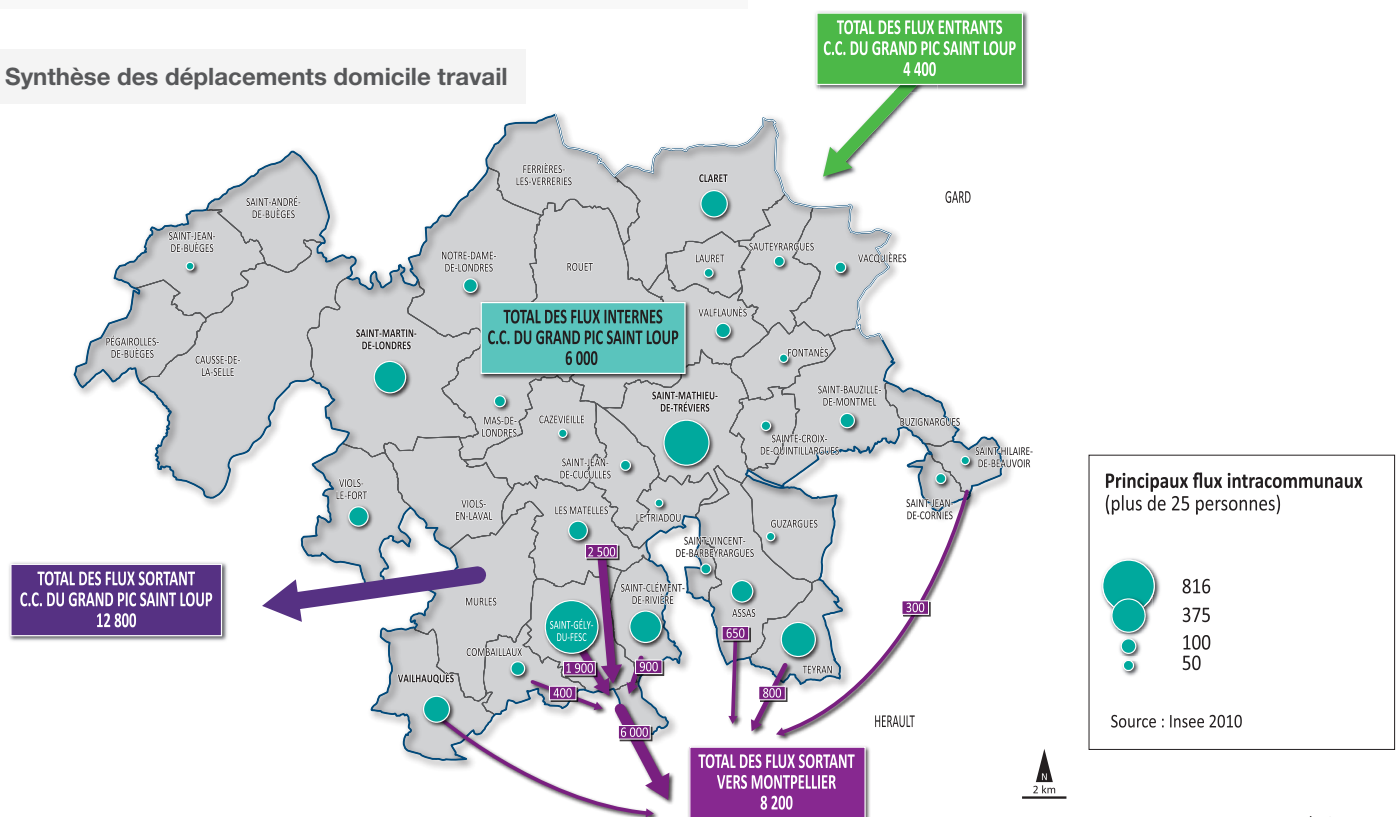 TOTAL DES FLUX ENTRANTS
C.C. DU GRAND PIC SAINT LOUP
4 400
Synthèse des déplacements domicile travail
FERRIÈRES-
LES-VERRERIES
CLARET
GARD
SAINT-ANDRÉ-
DE-BUÈGES
SAINT-JEAN-
DE-BUÈGES
NOTRE-DAME-
DE-LONDRES
ROUET
LAURET
SAUTEYRARGUES
VACQUIÈRES
TOTAL DES FLUX INTERNES
C.C. DU GRAND PIC SAINT LOUP
6 000
VALFLAUNÈS
PÉGAIROLLES-
DE-BUÈGES
CAUSSE-DE-
LA-SELLE
SAINT-MARTIN-
DE-LONDRES
FONTANÈS
SAINT-MATHIEU-
DE-TRÉVIERS
SAINT-BAUZILLE-
DE-MONTMEL
MAS-DE-
LONDRES
CAZEVIEILLE
SAINTE-CROIX-
DE-QUINTILLARGUES
BUZIGNARGUES
SAINT-HILAIRE-
DE-BEAUVOIR
SAINT-JEAN-
DE-CUCULLES
SAINT-JEAN-
DE-CORNIES
VIOLS-
LE-FORT
VIOLS-
EN-LAVAL
LES MATELLES
LE TRIADOU
GUZARGUES
SAINT-VINCENT-
DE-BARBEYRARGUES
2 500
TOTAL DES FLUX SORTANT
C.C. DU GRAND PIC SAINT LOUP
12 800
MURLES
SAINT-CLÉMENT-
DE-RIVIÈRE
ASSAS
300
SAINT-GÉLY-
DU-FESC
650
COMBAILLAUX
1 900
900
TEYRAN
VAILHAUQUÈS
400
800
6 000
HERAULT
TOTAL DES FLUX SORTANT
VERS MONTPELLIER
8 200
N
2 km
Principaux flux intracommunaux
(plus de 25 personnes)
816
375
100
50
Source : Insee 2010